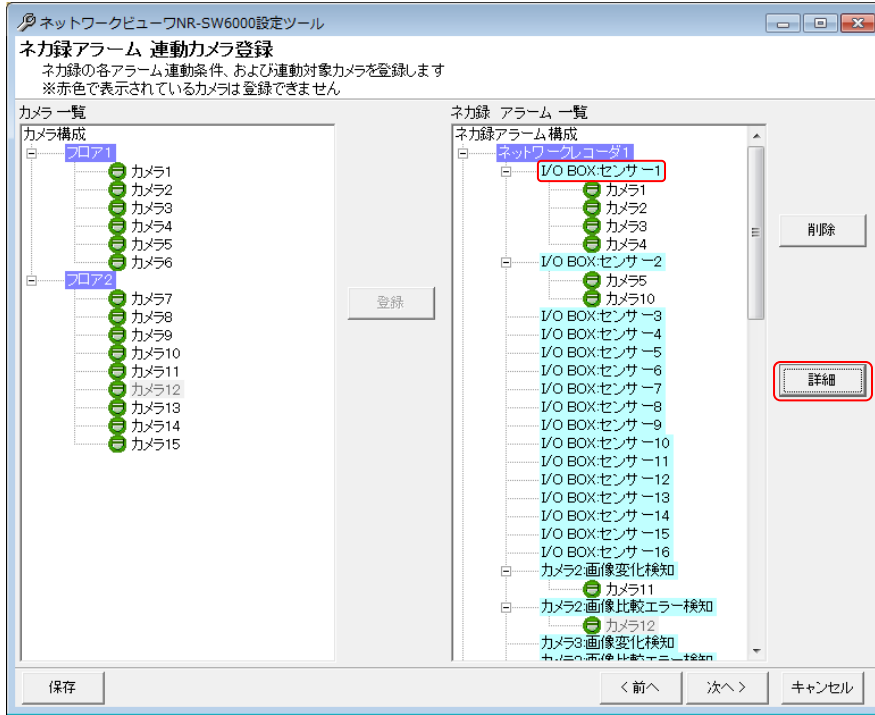 ネットワークビューワNR-SW6000設定ツール
ネカ録アラーム 連動カメラ登録
ネカ録の各アラーム連動条件、および連動対象カメラを登録します
※赤色で表示されているカメラは登録できません
カメラ一覧
カメラ構成
フロア1
カメラ1
カメラ2
カメラ3
カメラ4
カメラ5
カメラ6
フロア2
カメラ7
カメラ8
カメラ9
カメラ10
カメラ11
カメラ12
カメラ13
カメラ14
カメラ15
登録
ネカ録 アラーム 一覧
ネカ録アラーム構成
ネットワークレコーダ1
I/O BOX:センサー1
カメラ1
カメラ2
カメラ3
カメラ4
I/O BOX:センサー2
カメラ5
カメラ10
I/O BOX:センサー3
I/O BOX:センサー4
I/O BOX:センサー5
I/O BOX:センサー6
I/O BOX:センサー7
I/O BOX:センサー8
I/O BOX:センサー9
I/O BOX:センサー10
I/O BOX:センサー11
I/O BOX:センサー12
I/O BOX:センサー13
I/O BOX:センサー14
I/O BOX:センサー15
I/O BOX:センサー16
カメラ2:画像変化検知
カメラ11
カメラ2:画像比較エラー検知
カメラ12
カメラ3:画像変化検知
削除
詳細
保存
<前へ
次へ>
キャンセル